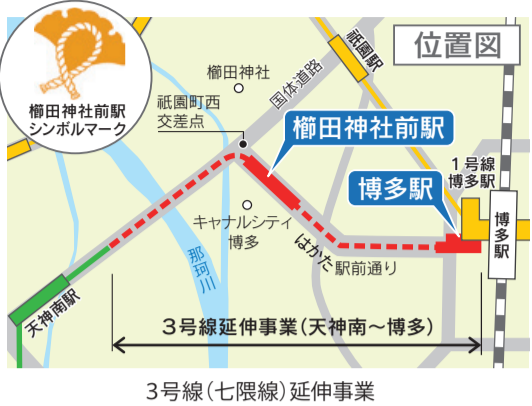 位置図
櫛田神社前駅
シンボルマーク
櫛田神社
国体道路
祇園駅
祇園町西
交差点
櫛田神社前駅
1号線
博多駅
博多駅
博多駅
キャナルシティ
博多
はかた駅前通り
那珂川
天神南駅
3号線延伸事業(天神南～博多)
3号線(七隈線)延伸事業